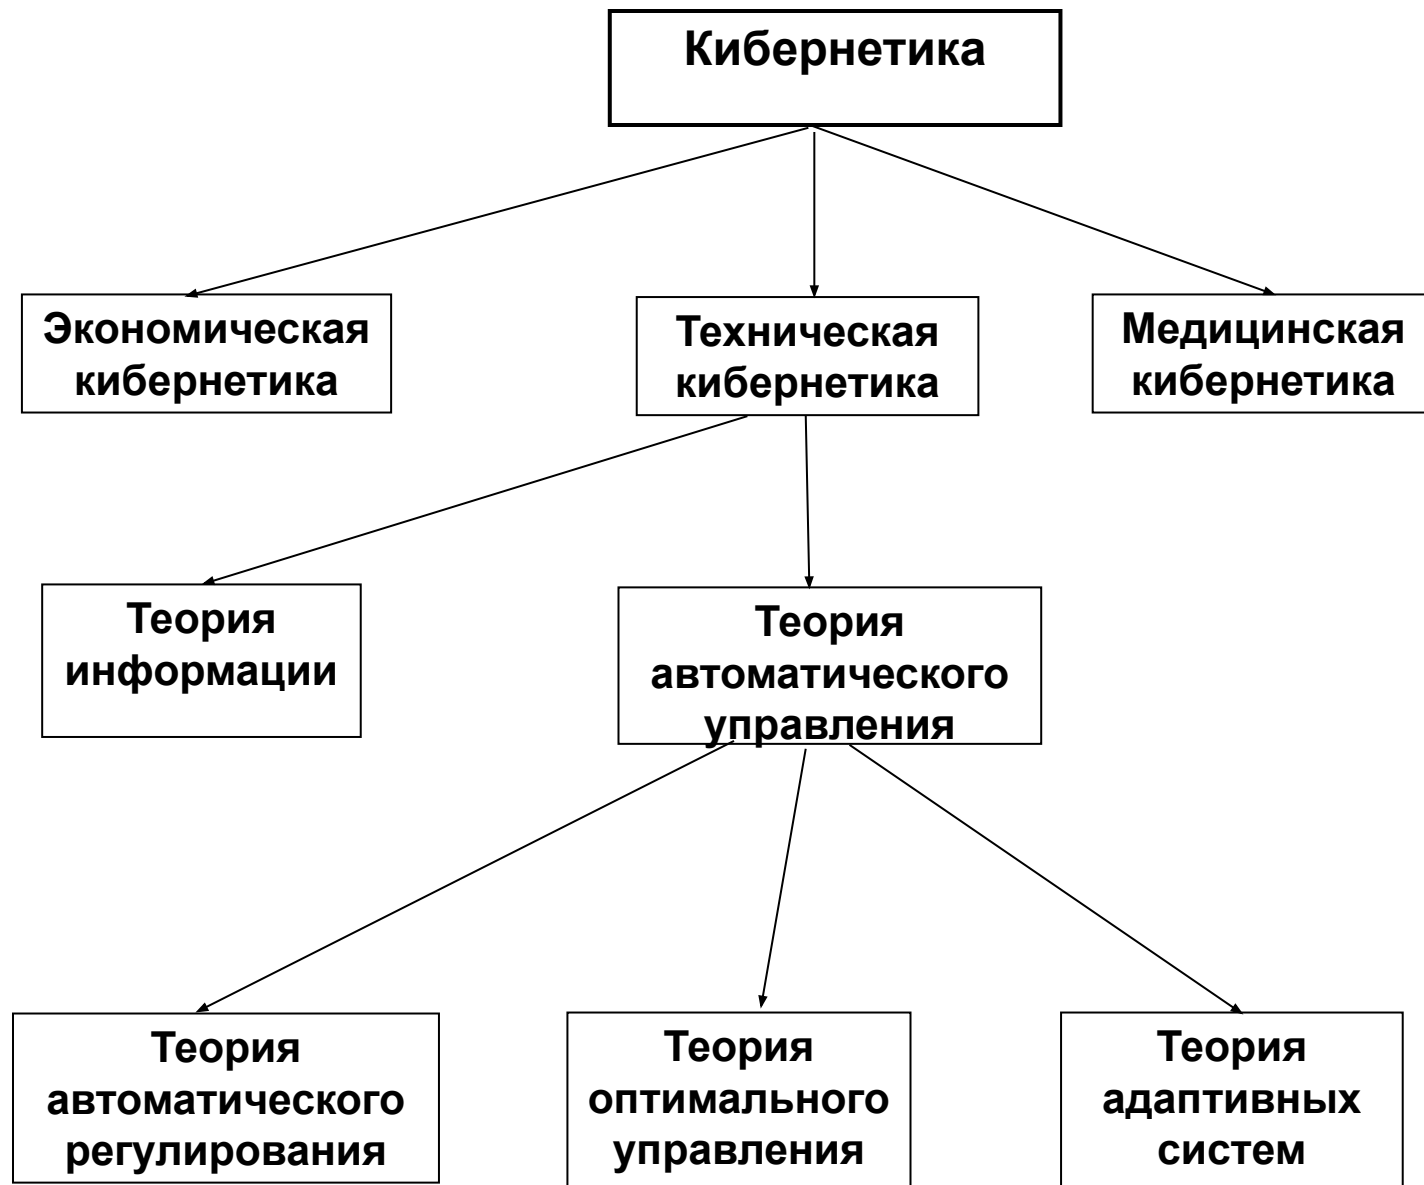 Кибернетика
Экономическая
кибернетика
Техническая
кибернетика
Медицинская
кибернетика
Теория
информации
Теория
автоматического
управления
Теория
автоматического
регулирования
Теория
оптимального
управления
Теория
адаптивных
систем